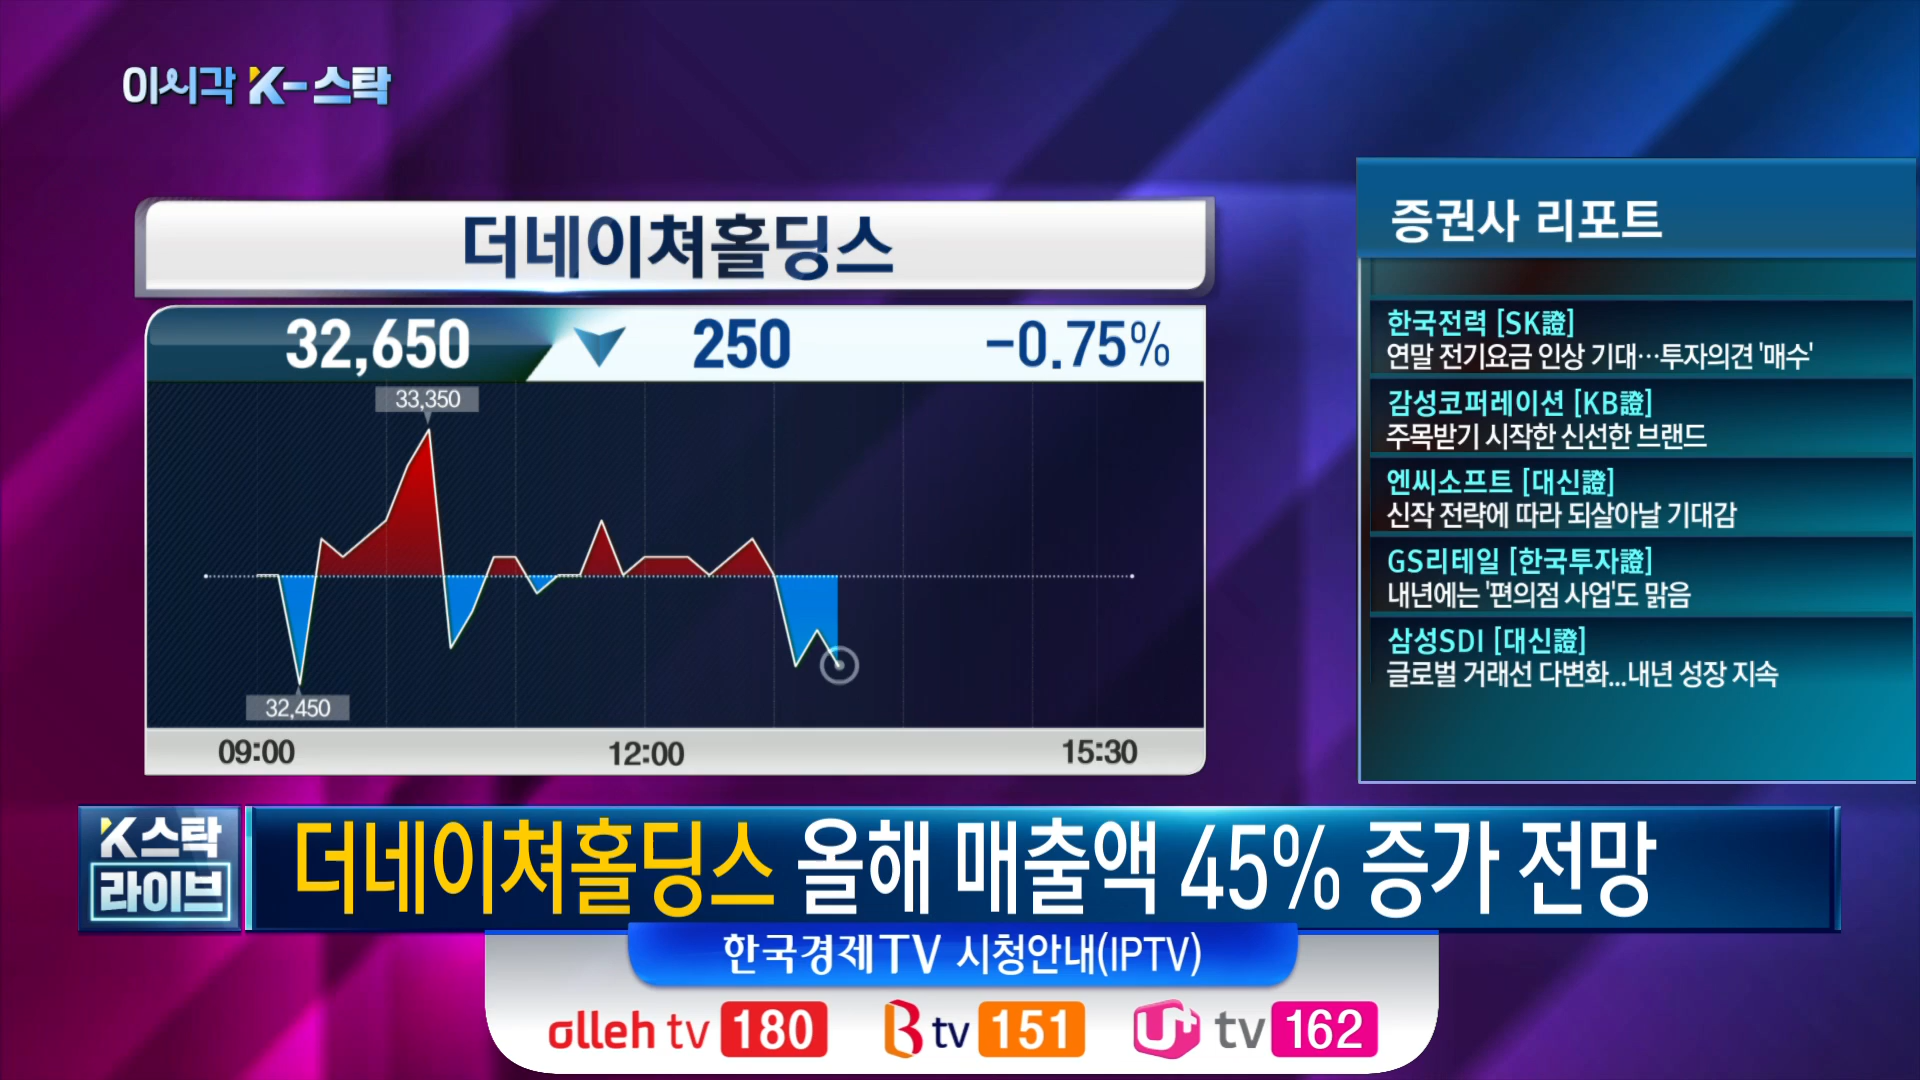 이시각 K-스탁
더네이쳐홀딩스
32,650 250 -0.75%
33,350
32,450
09:00 12:00 15:30
증권사 리포트
한국전력 [SK證]
연말 전기요금 인상 기대…투자의견 '매수'
감성코퍼레이션 [KB證]
주목받기 시작한 신선한 브랜드
엔씨소프트 [대신證]
신작 전략에 따라 되살아날 기대감
GS리테일 [한국투자證]
내년에는 '편의점 사업'도 맑음
삼성SDI [대신證]
글로벌 거래선 다변화...내년 성장 지속
K스탁
라이브
더네이쳐홀딩스 올해 매출액 45% 증가 전망
한국경제TV 시청안내(IPTV)
olleh tv 180 B tv 151 U+ tv 162